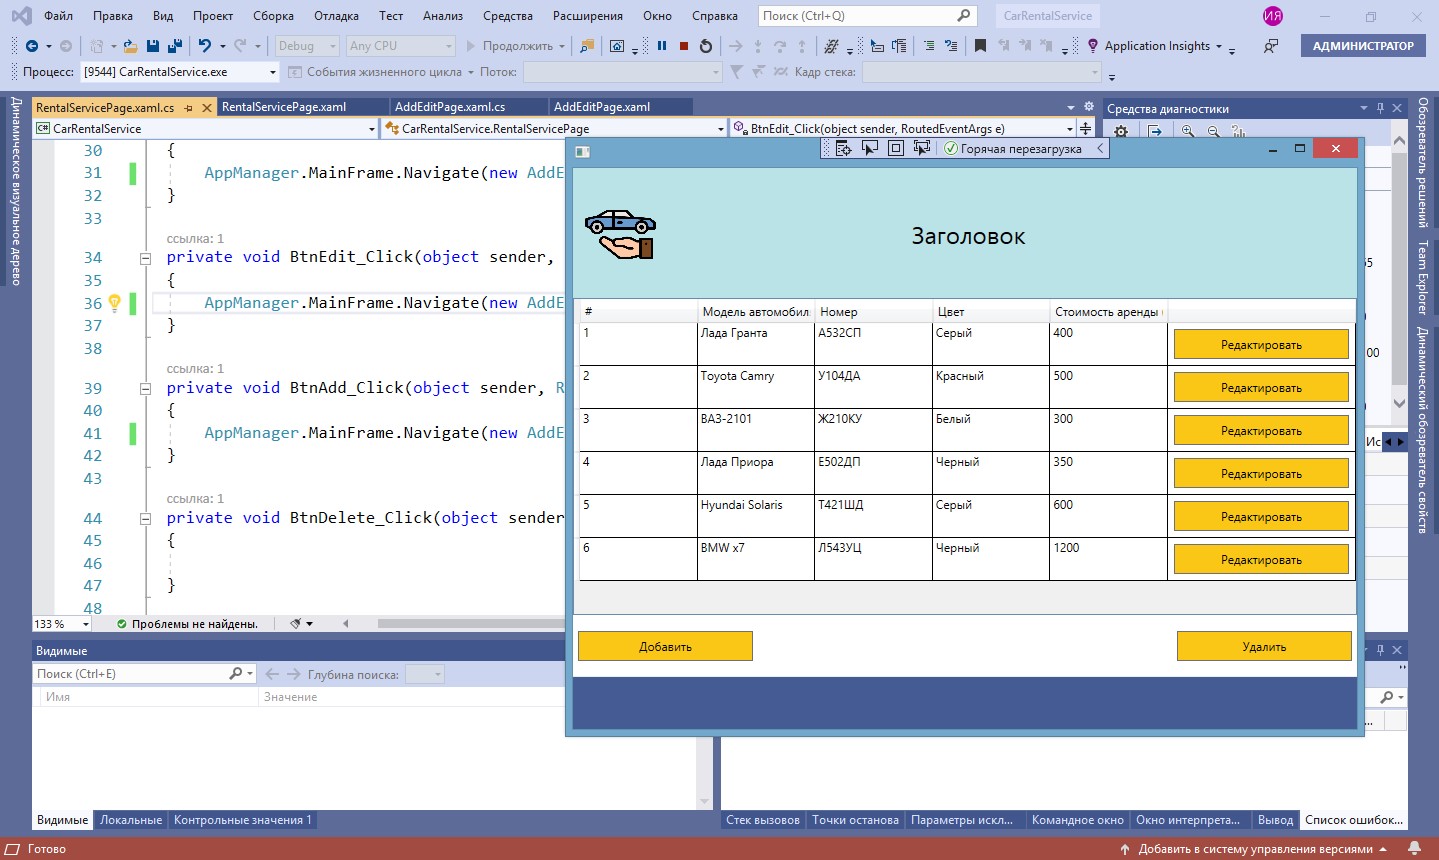 Файл Правка Вид Проект Сборка Отладка Тест Анализ Средства Расширения Окно Справка Поиск (Ctrl+Q) CarRentalService ИЯ
Debug Any CPU Продолжить Application Insights АДМИНИСТРАТОР
Процесс: [9544] CarRentalService.exe События жизненного цикла Поток: Кадр стека:
RentalServicePage.xaml.cs RentalServicePage.xaml AddEditPage.xaml.cs AddEditPage.xaml
CarRentalService CarRentalService.RentalServicePage BtnEdit_Click(object sender, RoutedEventArgs e)
30 {
31 AppManager.MainFrame.Navigate(new AddE
32 }
33
ссылка: 1
34 private void BtnEdit_Click(object sender,
35 {
36 AppManager.MainFrame.Navigate(new AddE
37 }
38
ссылка: 1
39 private void BtnAdd_Click(object sender, R
40 {
41 AppManager.MainFrame.Navigate(new AddE
42 }
43
ссылка: 1
44 private void BtnDelete_Click(object sender
45 {
46
47 }
48
133 % Проблемы не найдены.
Горячая перезагрузка
Заголовок
# Модель автомобил Номер Цвет Стоимость аренды
1 Лада Гранта А532СП Серый 400 Редактировать
2 Toyota Camry У104ДА Красный 500 Редактировать
3 ВАЗ-2101 Ж210КУ Белый 300 Редактировать
4 Лада Приора Е502ДП Черный 350 Редактировать
5 Hyundai Solaris Т421ШД Серый 600 Редактировать
6 BMW x7 Л543УЦ Черный 1200 Редактировать
Добавить Удалить
Средства диагностики
55
100
Ис
Динамическое визуальное дерево
Обозреватель решений
Team Explorer
Динамический обозреватель свойств
Видимые
Поиск (Ctrl+E) Глубина поиска:
Имя Значение
...
Видимые Локальные Контрольные значения 1
Стек вызовов Точки останова Параметры искл... Командное окно Окно интерпрета... Вывод Список ошибок...
Готово Добавить в систему управления версиями